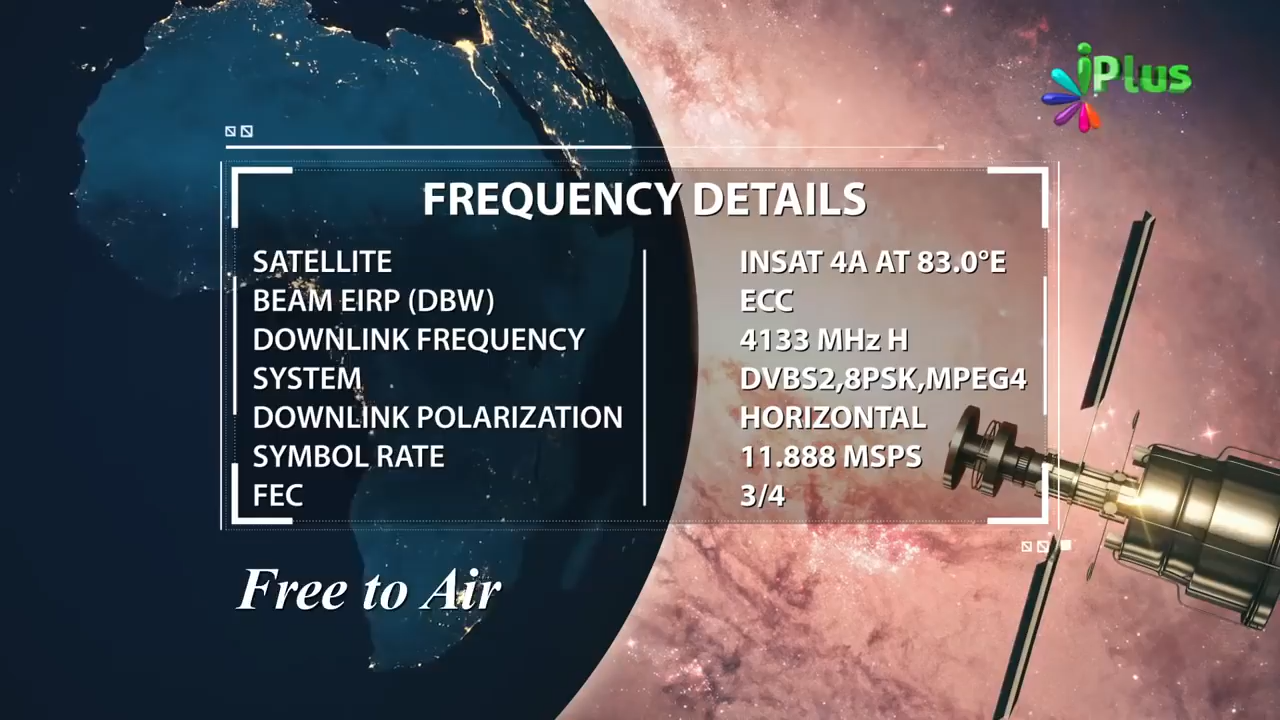 iPlus
FREQUENCY DETAILS
SATELLITE INSAT 4A AT 83.0°E
BEAM EIRP (DBW) ECC
DOWNLINK FREQUENCY 4133 MHz H
SYSTEM DVBS2,8PSK,MPEG4
DOWNLINK POLARIZATION HORIZONTAL
SYMBOL RATE 11.888 MSPS
FEC 3/4
Free to Air